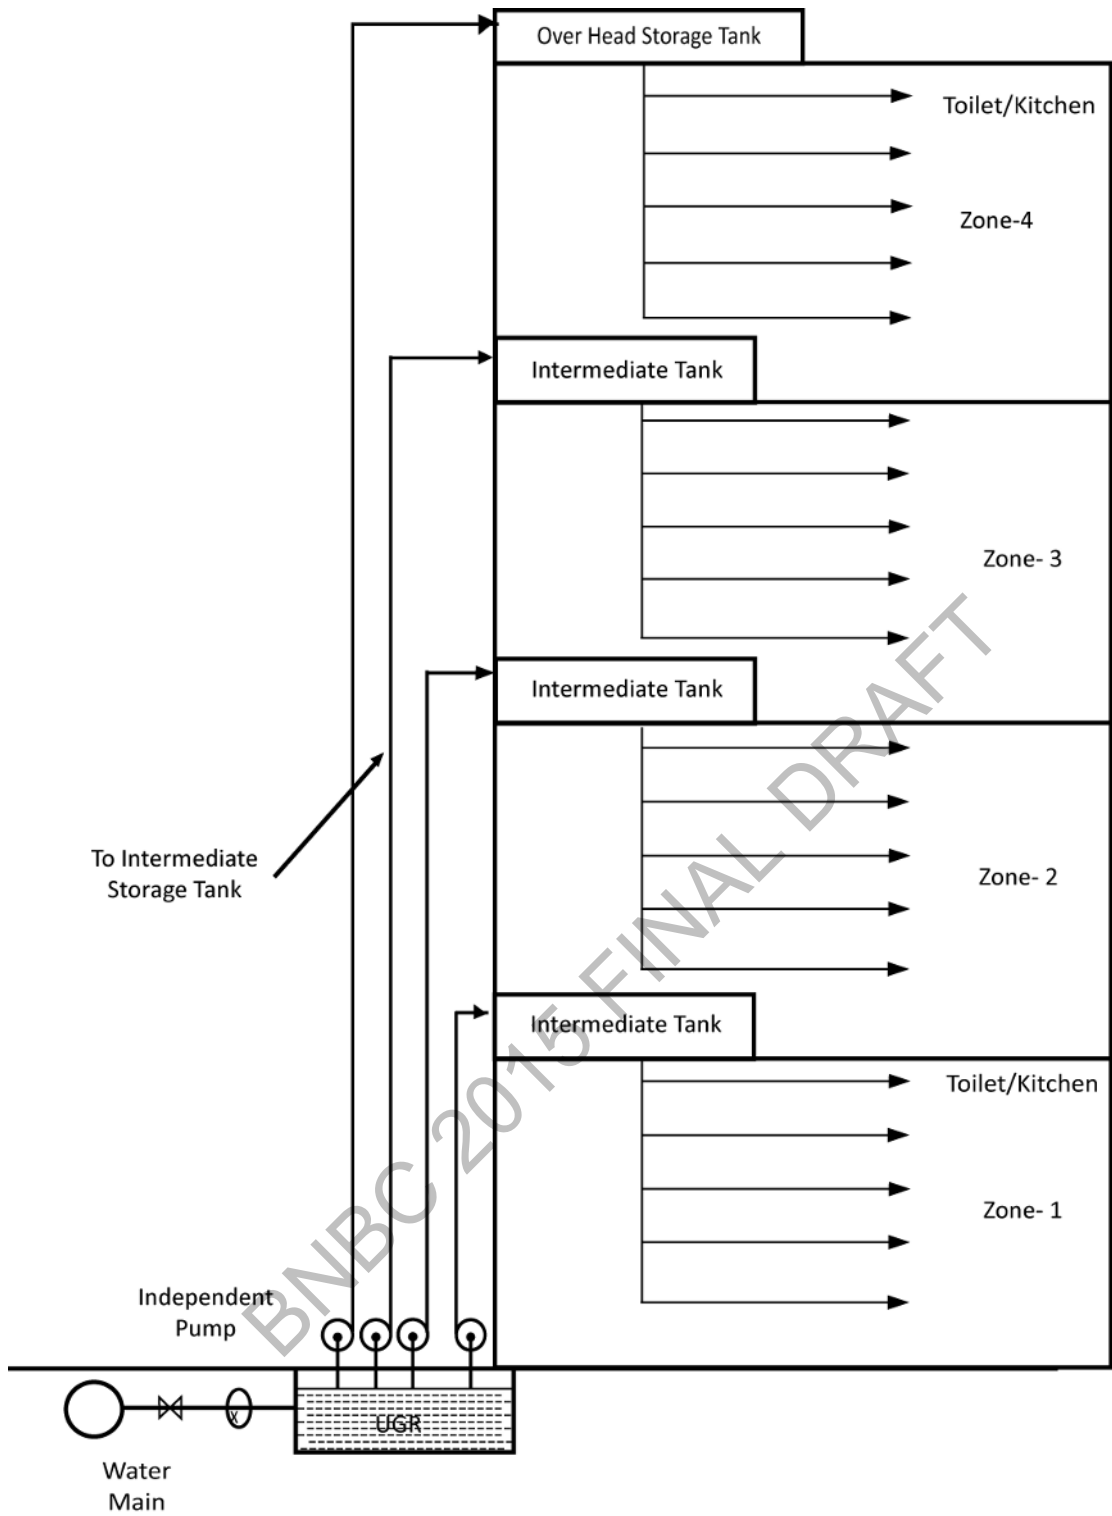 Over Head Storage Tank
Toilet/Kitchen
Zone-4
Intermediate Tank
Zone- 3
Intermediate Tank
To Intermediate
Storage Tank
Zone- 2
Intermediate Tank
Toilet/Kitchen
Zone- 1
Independent
Pump
UGR
X
Water
Main
BNBC 2015 FINAL DRAFT